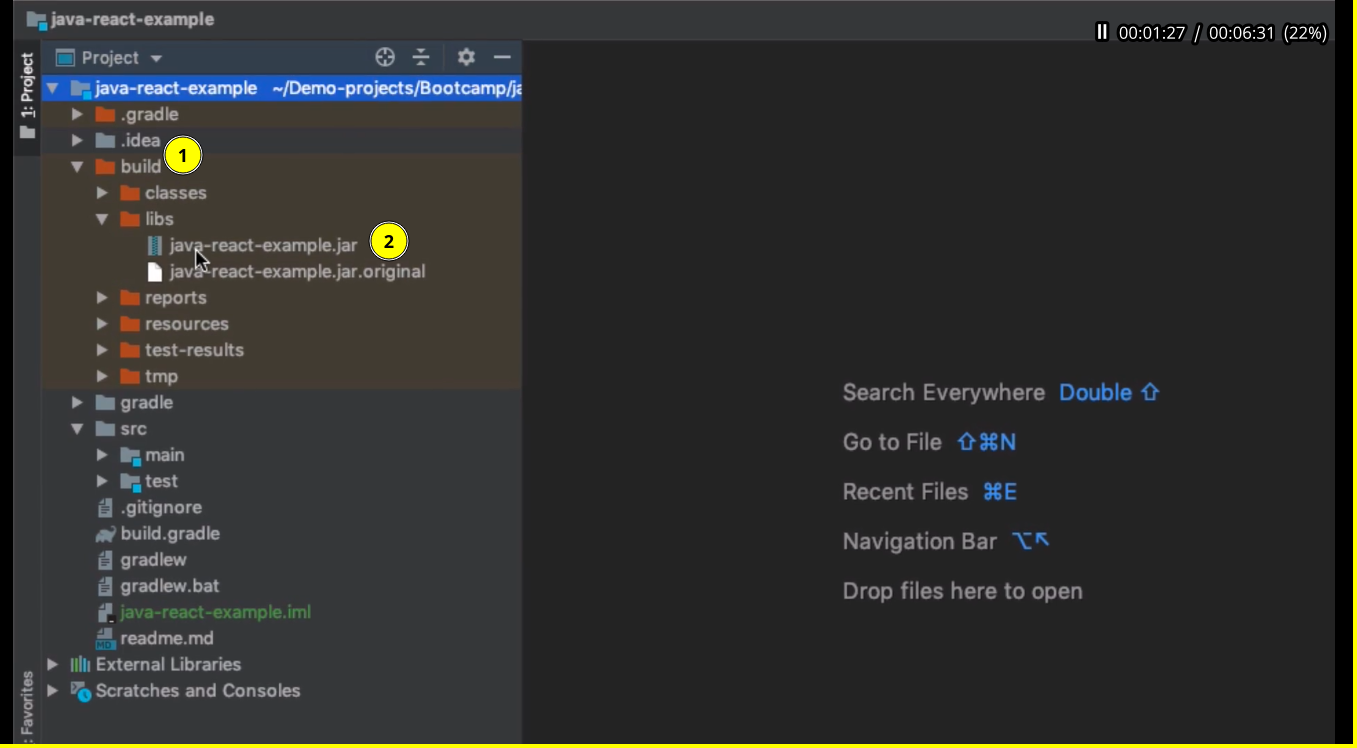 java-react-example
00:01:27 / 00:06:31 (22%)
1: Project
Project
java-react-example ~/Demo-projects/Bootcamp/ja
.gradle
.idea
1
build
classes
libs
java-react-example.jar
2
java-react-example.jar.original
reports
resources
test-results
tmp
gradle
src
main
test
.gitignore
build.gradle
gradlew
gradlew.bat
java-react-example.iml
MD readme.md
External Libraries
Scratches and Consoles
: Favorites
Search Everywhere Double ⇧
Go to File ⇧⌘N
Recent Files ⌘E
Navigation Bar ⌥↖
Drop files here to open